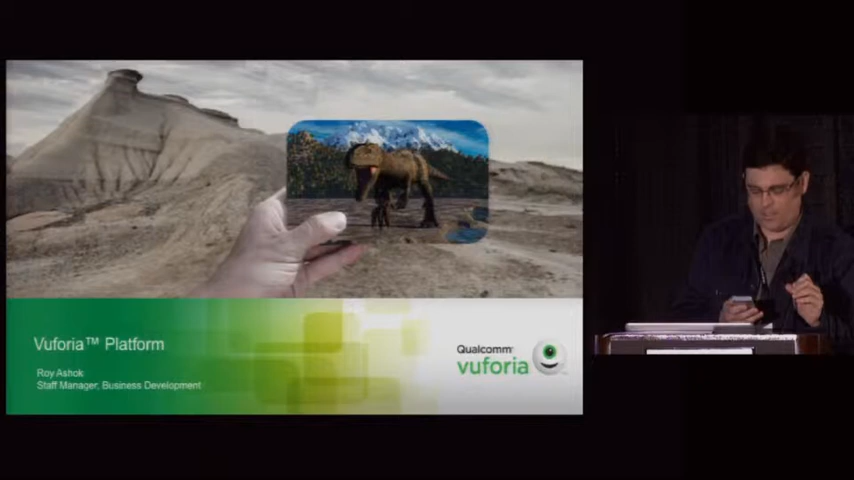 Vuforia™ Platform
Roy Ashok
Staff Manager, Business Development
Qualcomm
vuforia